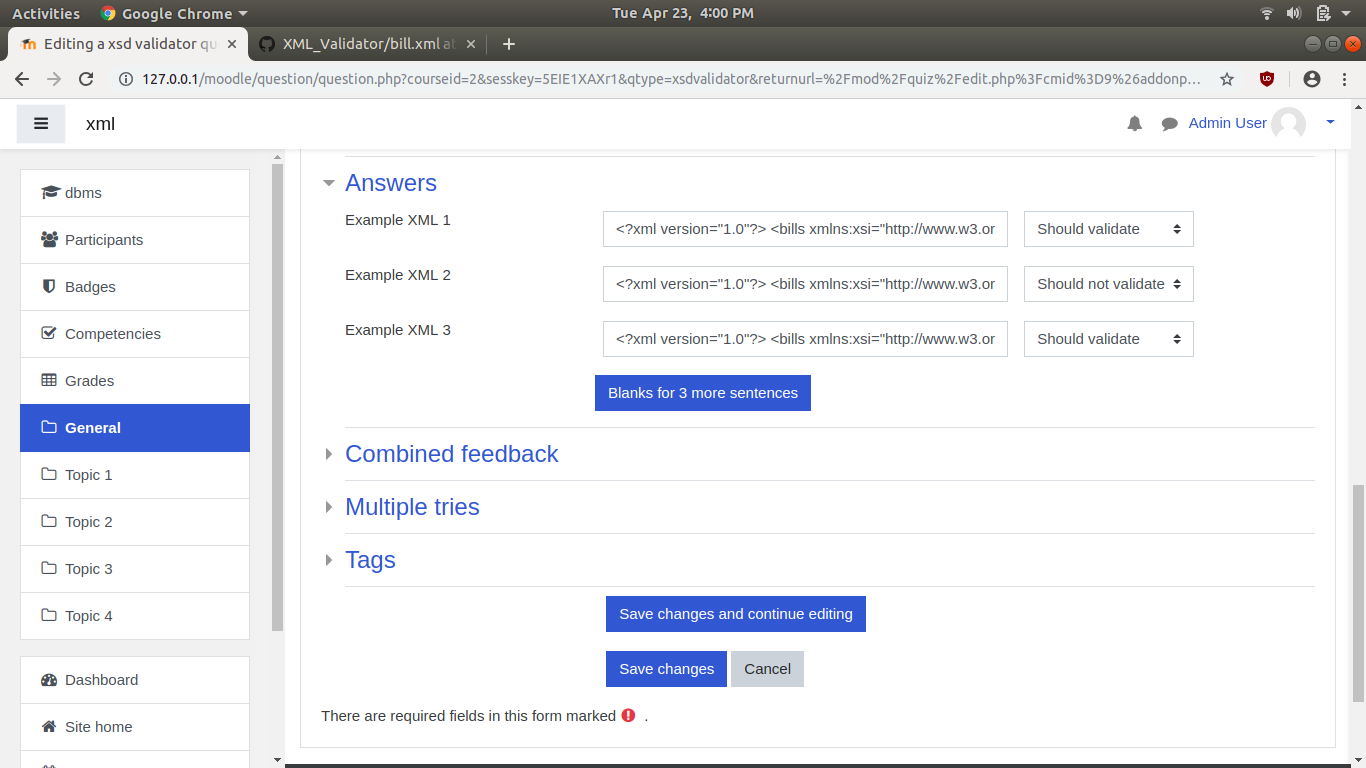 Activities Google Chrome Tue Apr 23, 4:00 PM
Editing a xsd validator qu XML_Validator/bill.xml at
127.0.0.1/moodle/question/question.php?courseid=2&sesskey=5EIE1XAXr1&qtype=xsdvalidator&returnurl=%2Fmod%2Fquiz%2Fedit.php%3Fcmid%3D9%26addonp...
xml Admin User
dbms
Participants
Badges
Competencies
Grades
General
Topic 1
Topic 2
Topic 3
Topic 4
Dashboard
Site home
Answers
Example XML 1 <?xml version="1.0"?> <bills xmlns:xsi="http://www.w3.or Should validate
Example XML 2 <?xml version="1.0"?> <bills xmlns:xsi="http://www.w3.or Should not validate
Example XML 3 <?xml version="1.0"?> <bills xmlns:xsi="http://www.w3.or Should validate
Blanks for 3 more sentences
Combined feedback
Multiple tries
Tags
Save changes and continue editing
Save changes Cancel
There are required fields in this form marked .